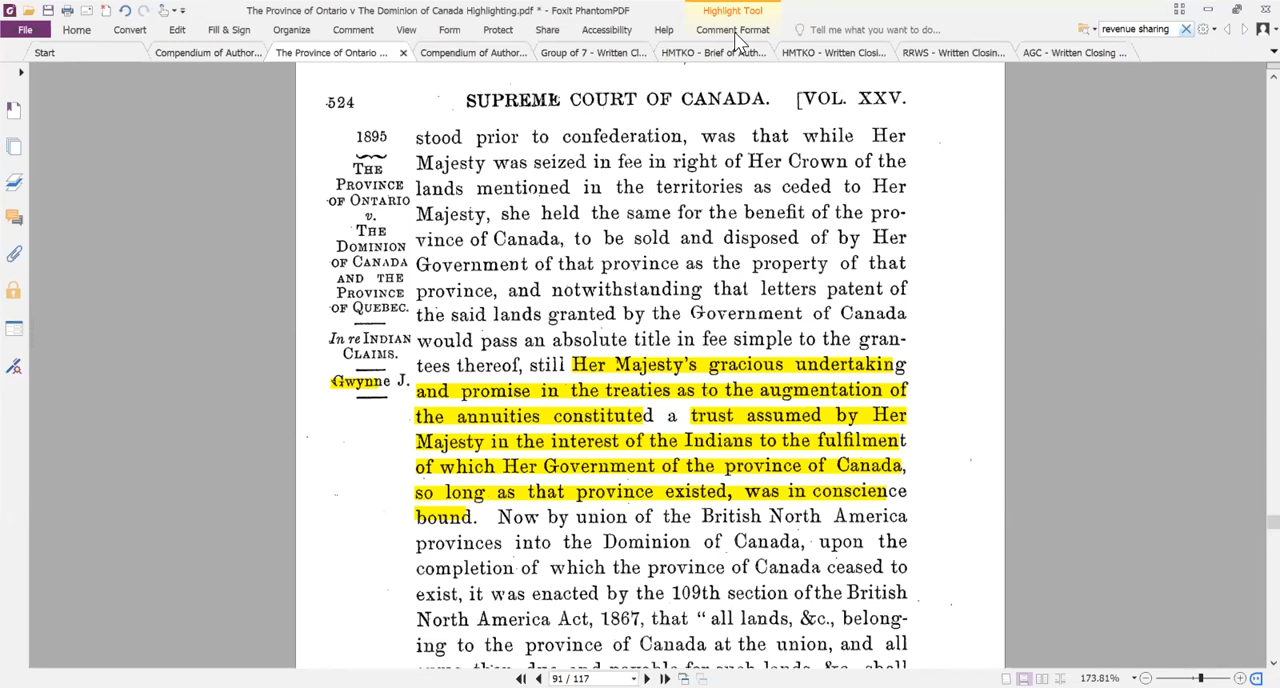 The Province of Ontario v The Dominion of Canada Highlighting.pdf * - Foxit PhantomPDF
Highlight Tool
File Home Convert Edit Fill & Sign Organize Comment View Form Protect Share Accessibility Help Comment Format Tell me what you want to do... revenue sharing
Start Compendium of Author... The Province of Ontario ... Compendium of Author... Group of 7 - Written Cl... HMTKO - Brief of Auth... HMTKO - Written Closi... RRWS - Written Closin... AGC - Written Closing ...
524 SUPREME COURT OF CANADA. [VOL. XXV.
1895
THE
PROVINCE
OF ONTARIO
v.
THE
DOMINION
OF CANADA
AND THE
PROVINCE
OF QUEBEC.
In re INDIAN
CLAIMS.
Gwynne J.
stood prior to confederation, was that while Her
Majesty was seized in fee in right of Her Crown of the
lands mentioned in the territories as ceded to Her
Majesty, she held the same for the benefit of the pro-
vince of Canada, to be sold and disposed of by Her
Government of that province as the property of that
province, and notwithstanding that letters patent of
the said lands granted by the Government of Canada
would pass an absolute title in fee simple to the gran-
tees thereof, still Her Majesty's gracious undertaking
and promise in the treaties as to the augmentation of
the annuities constituted a trust assumed by Her
Majesty in the interest of the Indians to the fulfilment
of which Her Government of the province of Canada,
so long as that province existed, was in conscience
bound. Now by union of the British North America
provinces into the Dominion of Canada, upon the
completion of which the province of Canada ceased to
exist, it was enacted by the 109th section of the British
North America Act, 1867, that " all lands, &c., belong-
ing to the province of Canada at the union, and all
91 / 117
173.81%